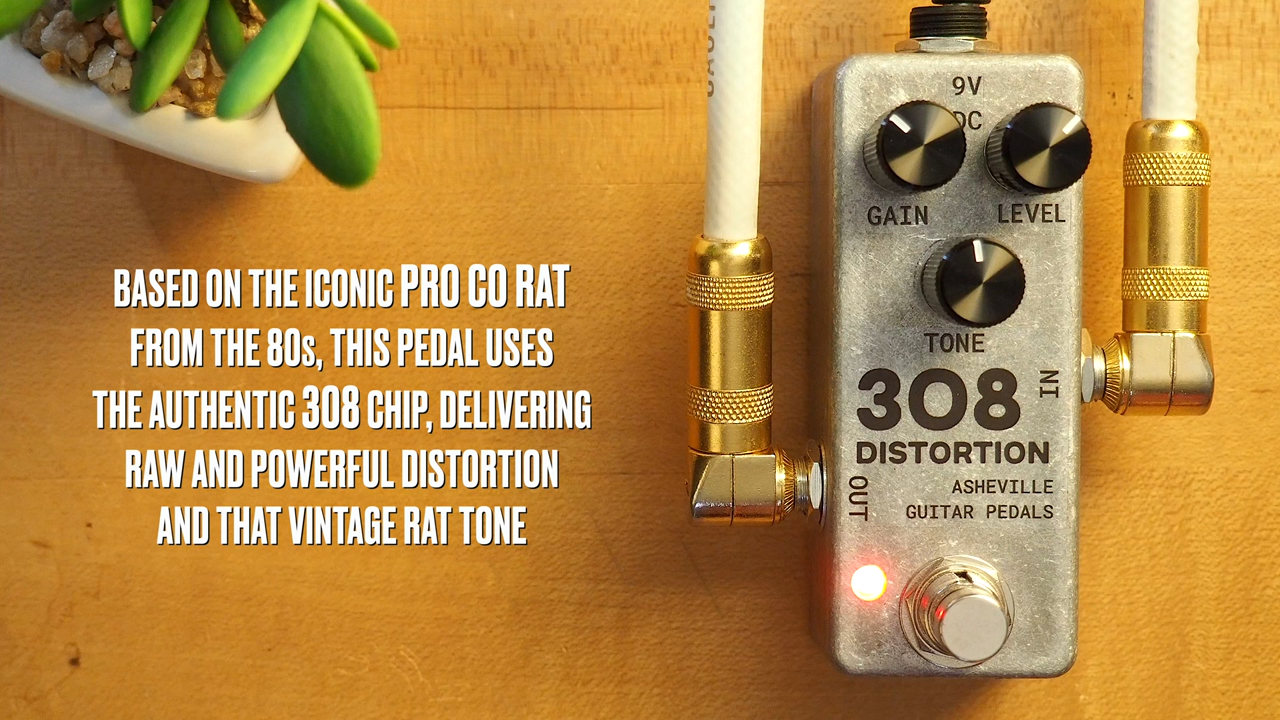 BASED ON THE ICONIC PRO CO RAT
FROM THE 80s, THIS PEDAL USES
THE AUTHENTIC 308 CHIP, DELIVERING
RAW AND POWERFUL DISTORTION
AND THAT VINTAGE RAT TONE
9V
DC
GAIN
LEVEL
TONE
308
IN
DISTORTION
OUT
ASHEVILLE
GUITAR PEDALS